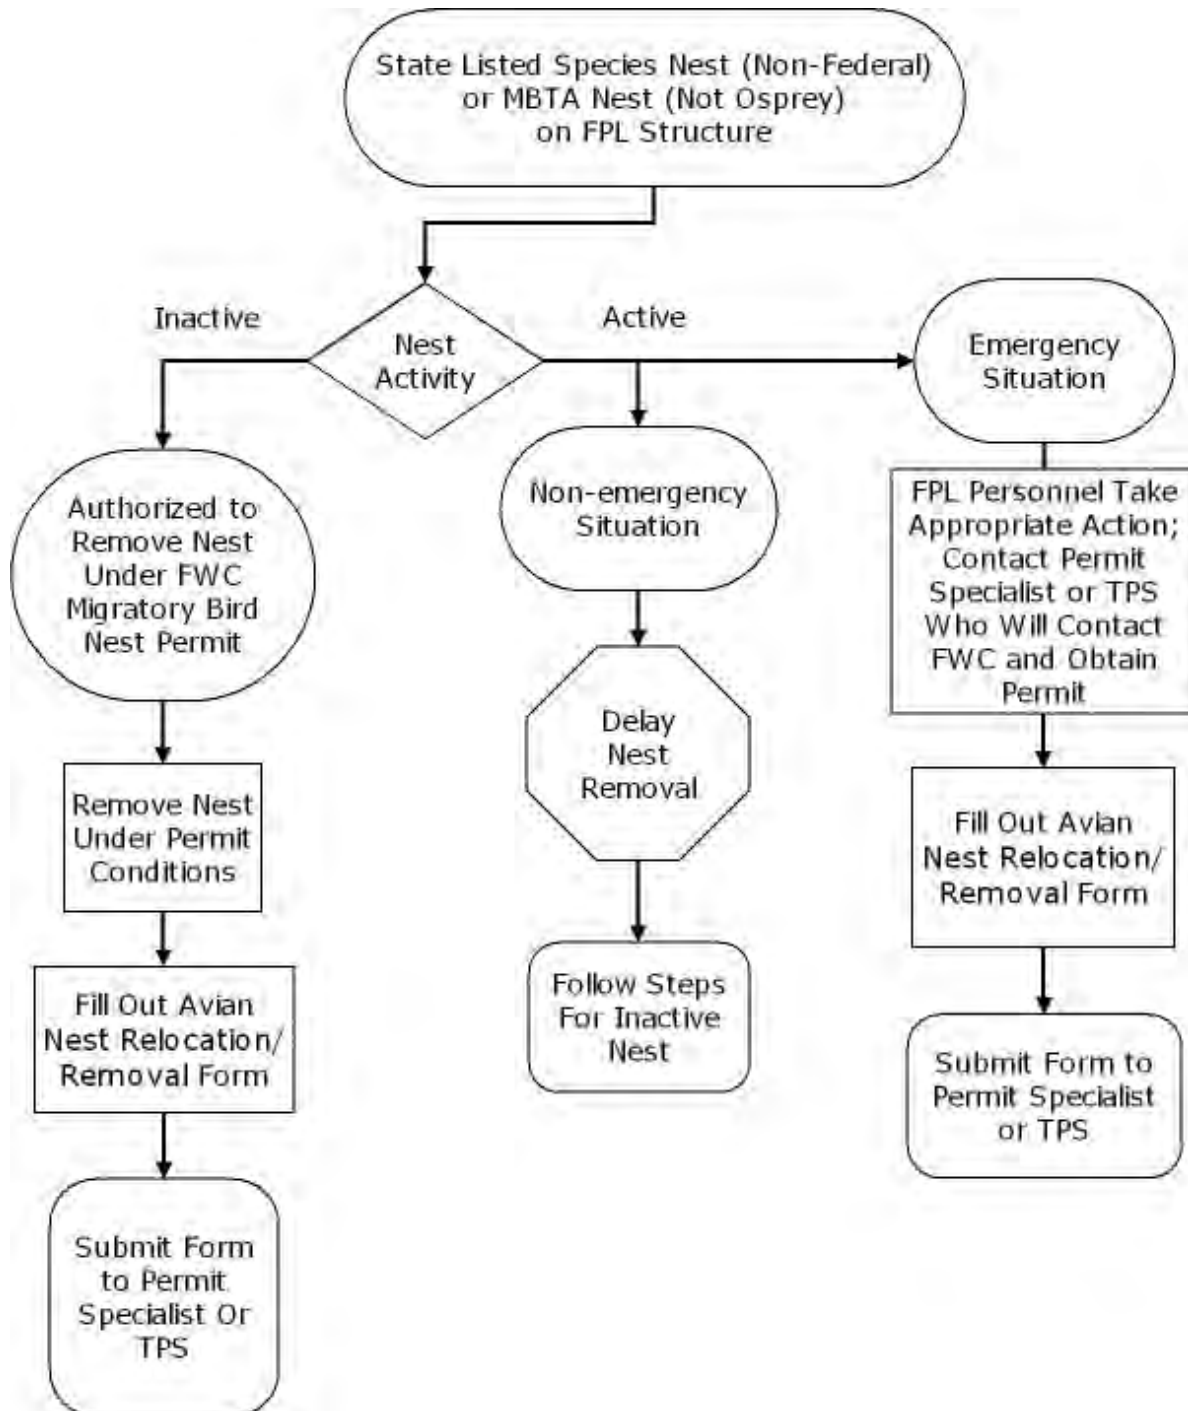 State Listed Species Nest (Non-Federal)
or MBTA Nest (Not Osprey)
on FPL Structure
Inactive
Nest
Activity
Active
Emergency
Situation
Authorized to
Remove Nest
Under FWC
Migratory Bird
Nest Permit
Non-emergency
Situation
FPL Personnel Take
Appropriate Action;
Contact Permit
Specialist or TPS
Who Will Contact
FWC and Obtain
Permit
Remove Nest
Under Permit
Conditions
Delay
Nest
Removal
Fill Out Avian
Nest Relocation/
Removal Form
Fill Out Avian
Nest Relocation/
Removal Form
Follow Steps
For Inactive
Nest
Submit Form to
Permit Specialist
or TPS
Submit Form
to Permit
Specialist Or
TPS